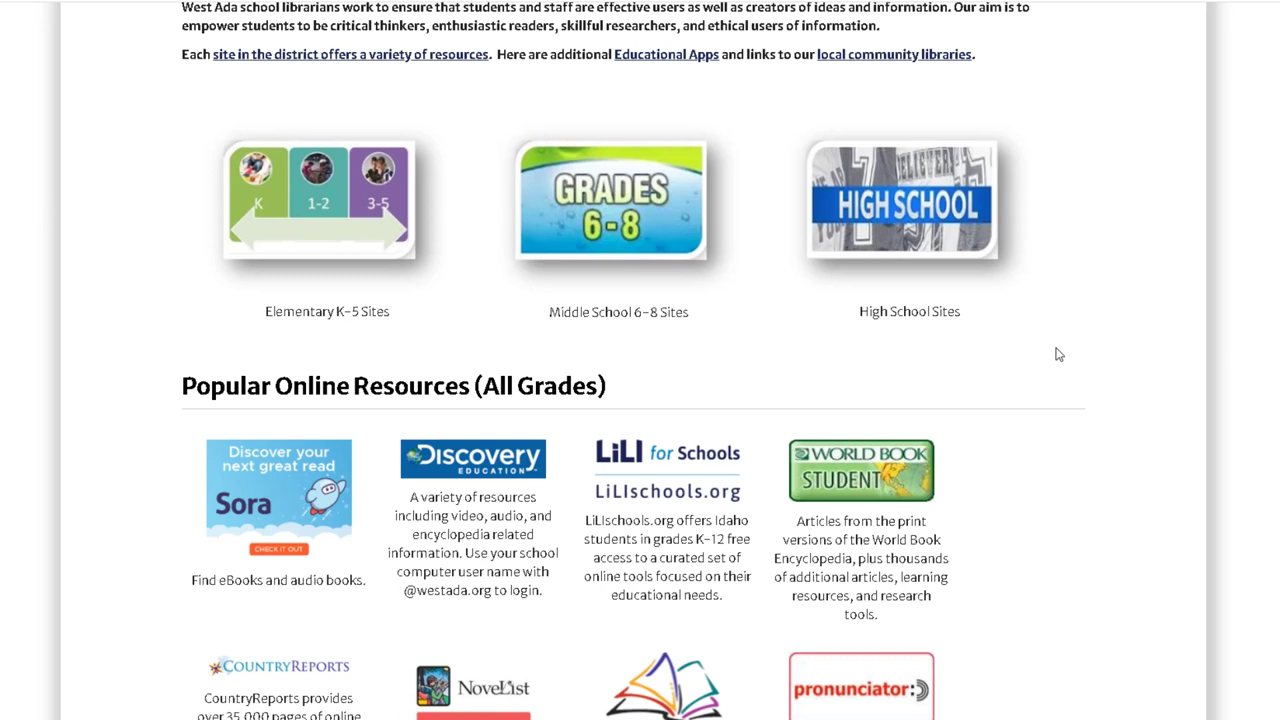 West Ada school librarians work to ensure that students and staff are effective users as well as creators of ideas and information. Our aim is to
empower students to be critical thinkers, enthusiastic readers, skillful researchers, and ethical users of information.
Each site in the district offers a variety of resources. Here are additional Educational Apps and links to our local community libraries.
K 1-2 3-5
GRADES
6-8
HIGH SCHOOL
Elementary K-5 Sites
Middle School 6-8 Sites
High School Sites
Popular Online Resources (All Grades)
Discover your
next great read
Sora
CHECK IT OUT
Find eBooks and audio books.
Discovery
EDUCATION
A variety of resources
including video, audio, and
encyclopedia related
information. Use your school
computer user name with
@westada.org to login.
LiLI for Schools
LiLIschools.org
LiLIschools.org offers Idaho
students in grades K-12 free
access to a curated set of
online tools focused on their
educational needs.
WORLD BOOK
STUDENT
Articles from the print
versions of the World Book
Encyclopedia, plus thousands
of additional articles, learning
resources, and research
tools.
COUNTRYREPORTS
CountryReports provides
over 35,000 pages of online
NoveList
pronunciator